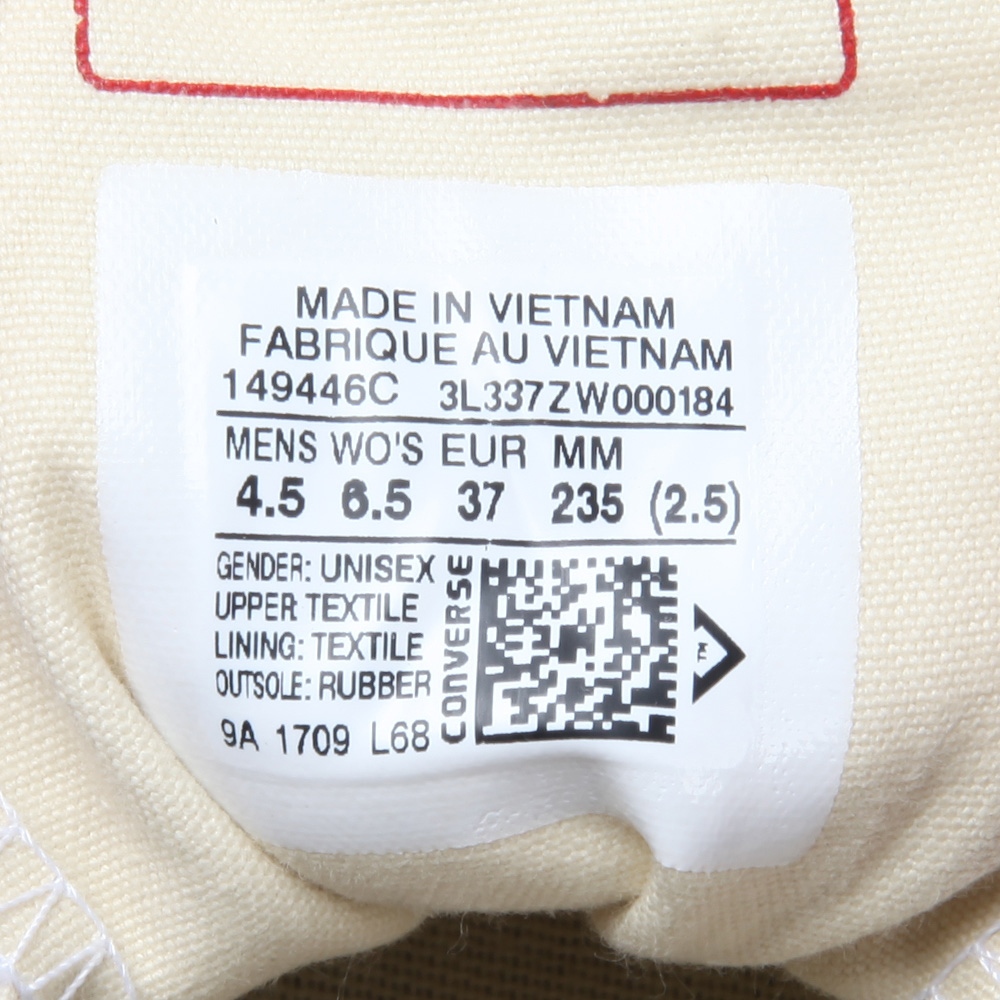 MADE IN VIETNAM
FABRIQUE AU VIETNAM
149446C 3L337ZW000184
MENS WO'S EUR MM
4.5 6.5 37 235 (2.5)
GENDER: UNISEX
UPPER TEXTILE
LINING: TEXTILE
OUTSOLE: RUBBER
9A 1709 L68
CONVERSE